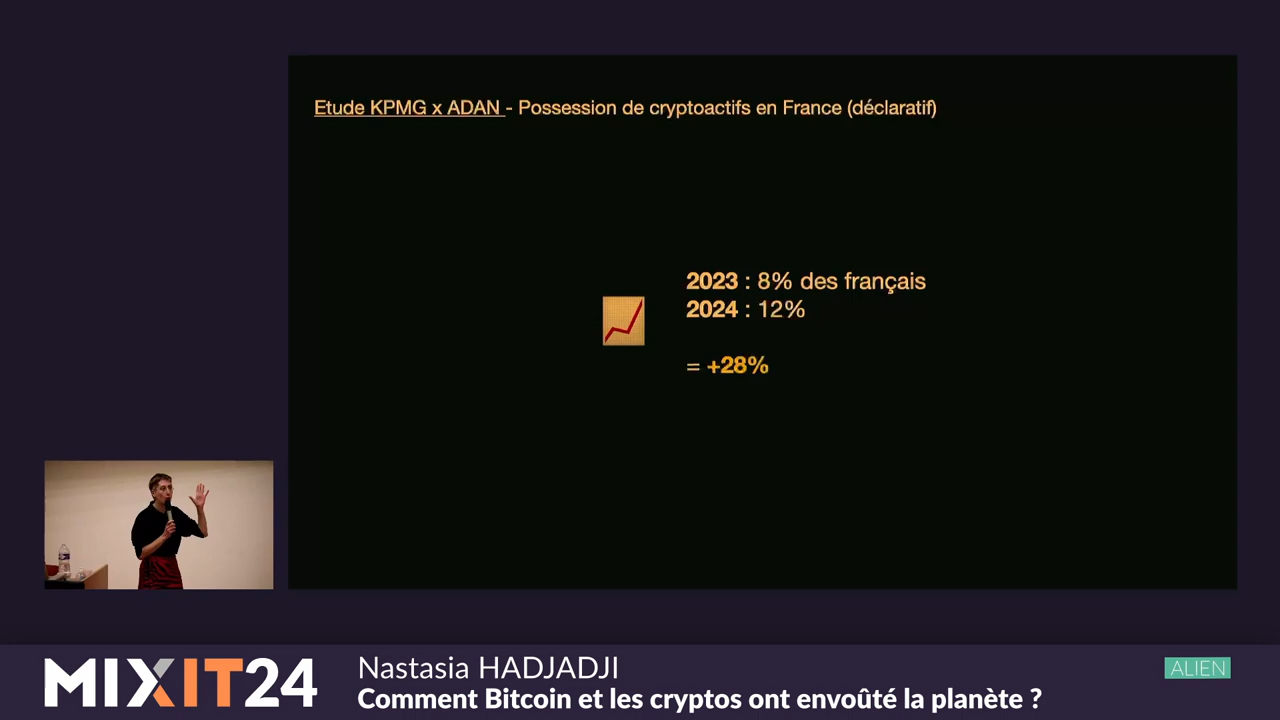 Etude KPMG x ADAN - Possession de cryptoactifs en France (déclaratif)
2023 : 8% des français
2024 : 12%
= +28%
MIXIT24
Nastasia HADJADJI
Comment Bitcoin et les cryptos ont envoûté la planète ?
ALIEN